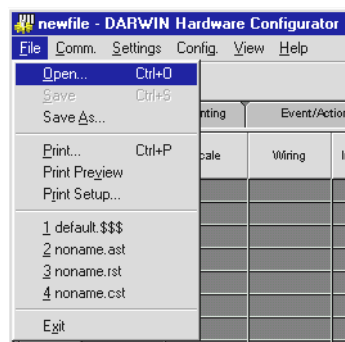 newfile - DARWIN Hardware Configurator
File Comm. Settings Config. View Help
Open... Ctrl+O
Save Ctrl+S
Save As...
nting Event/Actio
Print... Ctrl+P
cale Wiring
Print Preview
Print Setup...
1 default.$$$
2 noname.ast
3 noname.rst
4 noname.cst
Exit